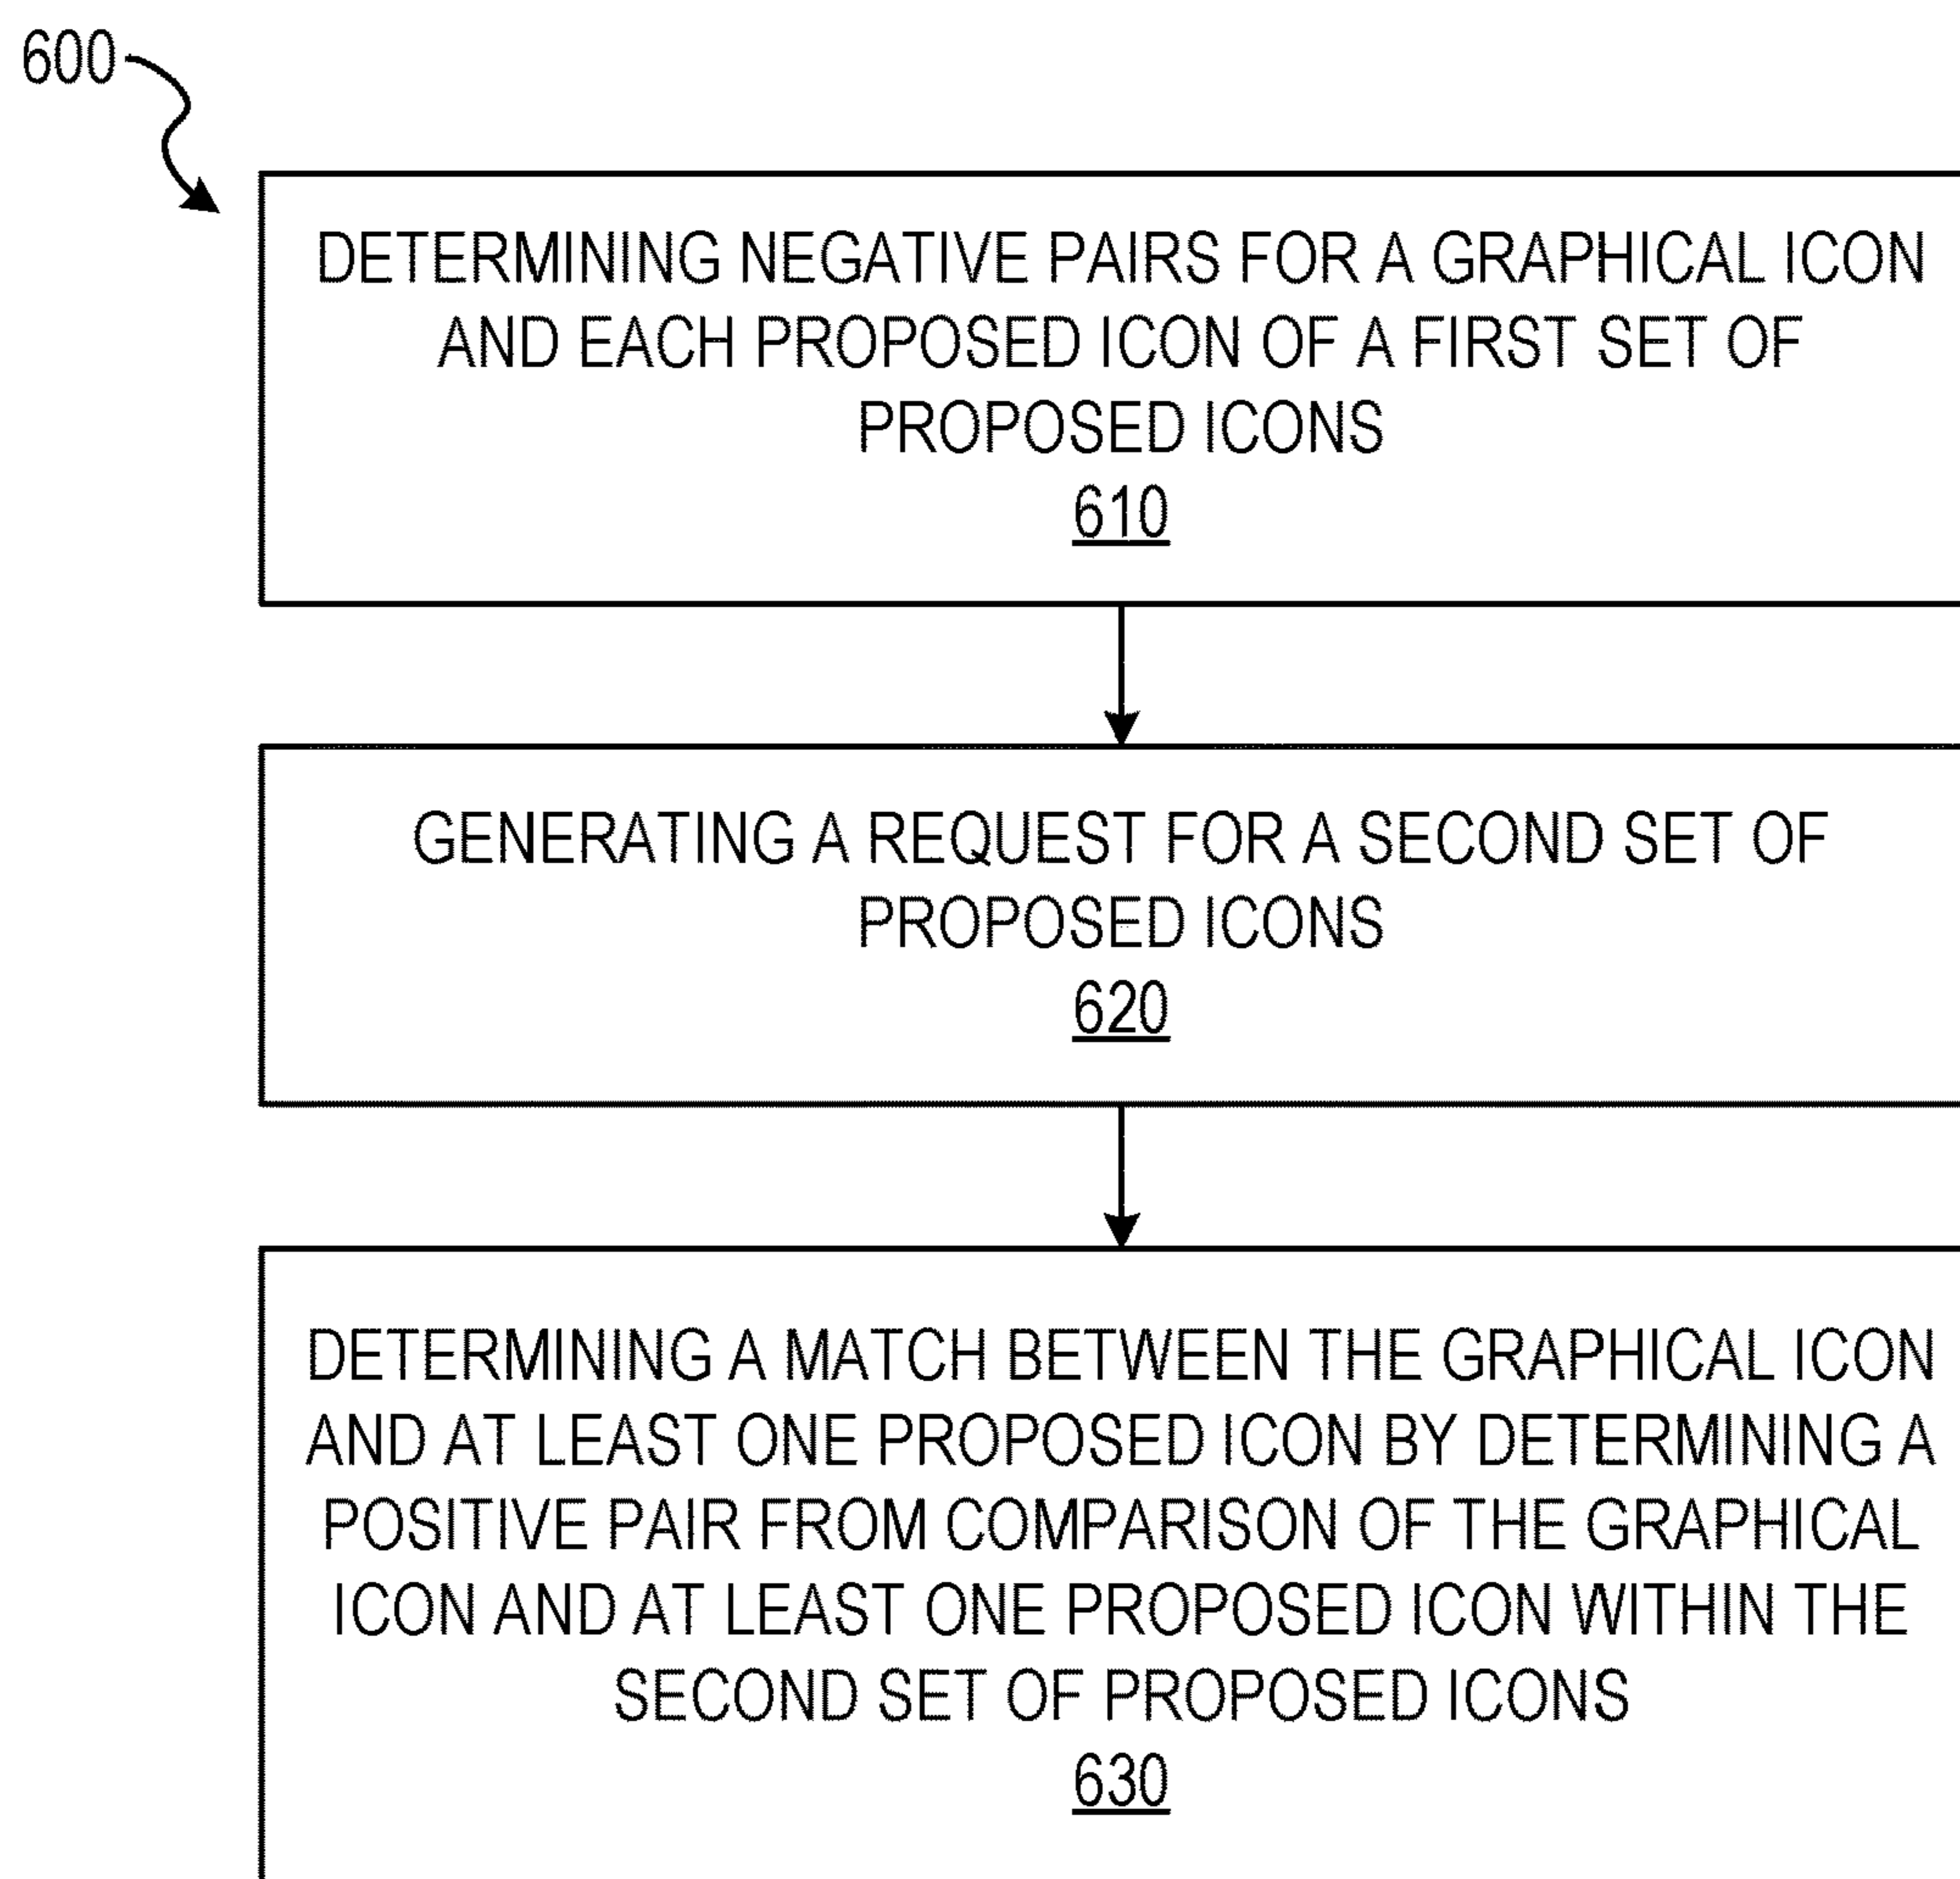 600
DETERMINING NEGATIVE PAIRS FOR A GRAPHICAL ICON
AND EACH PROPOSED ICON OF A FIRST SET OF
PROPOSED ICONS
610
GENERATING A REQUEST FOR A SECOND SET OF
PROPOSED ICONS
620
DETERMINING A MATCH BETWEEN THE GRAPHICAL ICON
AND AT LEAST ONE PROPOSED ICON BY DETERMINING A
POSITIVE PAIR FROM COMPARISON OF THE GRAPHICAL
ICON AND AT LEAST ONE PROPOSED ICON WITHIN THE
SECOND SET OF PROPOSED ICONS
630